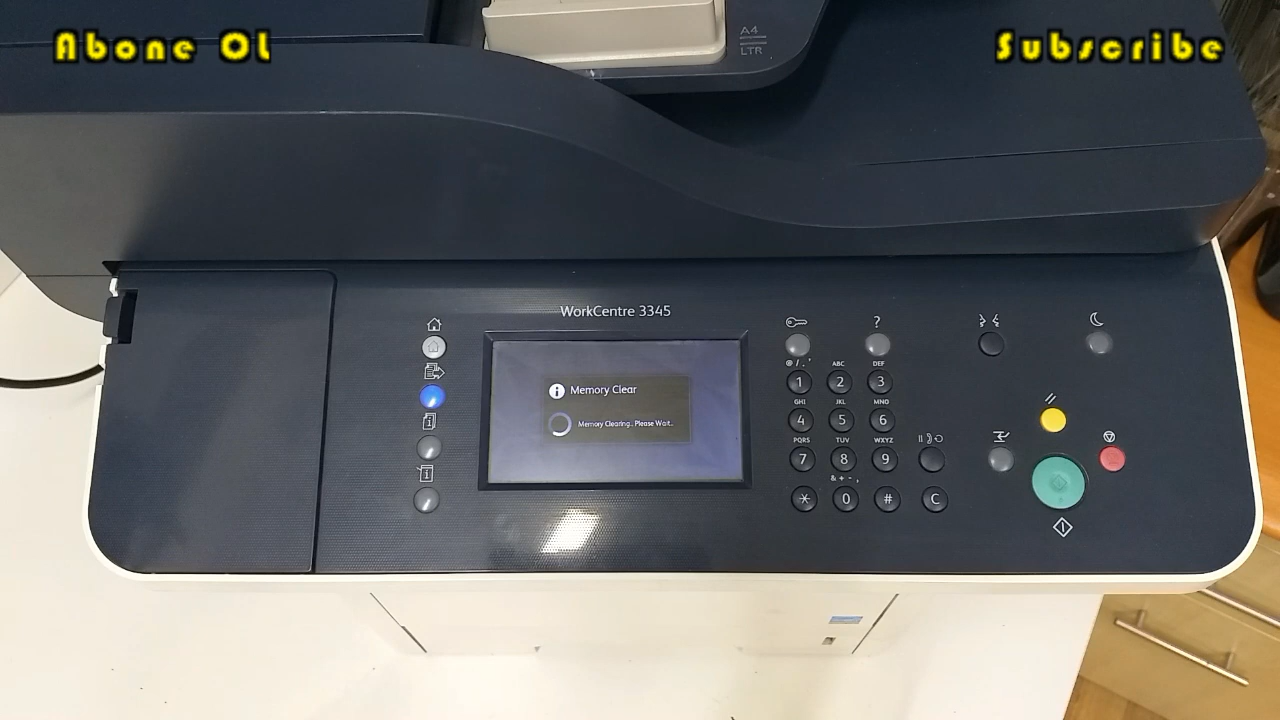 Abone OL
Subscribe
A4
LTR
WorkCentre 3345
Memory Clear
Memory Clearing.. Please Wait..
?
@ / . '
ABC
DEF
1
2
3
GHI
JKL
MNO
4
5
6
PQRS
TUV
WXYZ
7
8
9
& + - ,
*
0
#
C